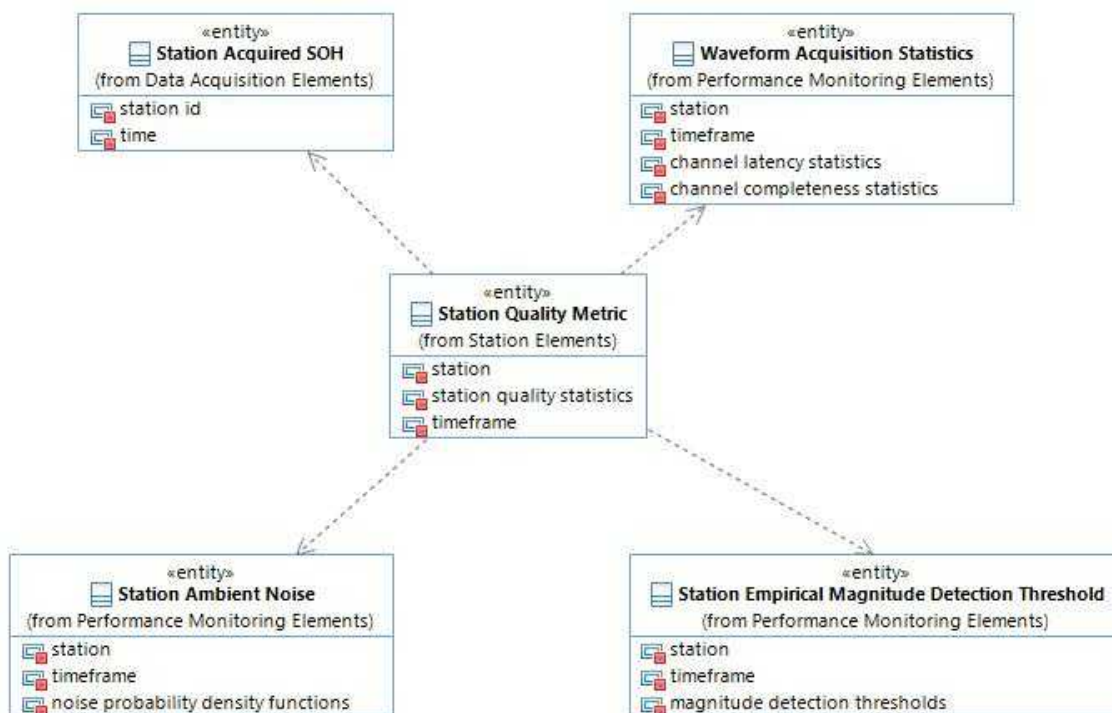 «entity»
Station Acquired SOH
(from Data Acquisition Elements)
station id
time
«entity»
Waveform Acquisition Statistics
(from Performance Monitoring Elements)
station
timeframe
channel latency statistics
channel completeness statistics
«entity»
Station Quality Metric
(from Station Elements)
station
station quality statistics
timeframe
«entity»
Station Ambient Noise
(from Performance Monitoring Elements)
station
timeframe
noise probability density functions
«entity»
Station Empirical Magnitude Detection Threshold
(from Performance Monitoring Elements)
station
timeframe
magnitude detection thresholds